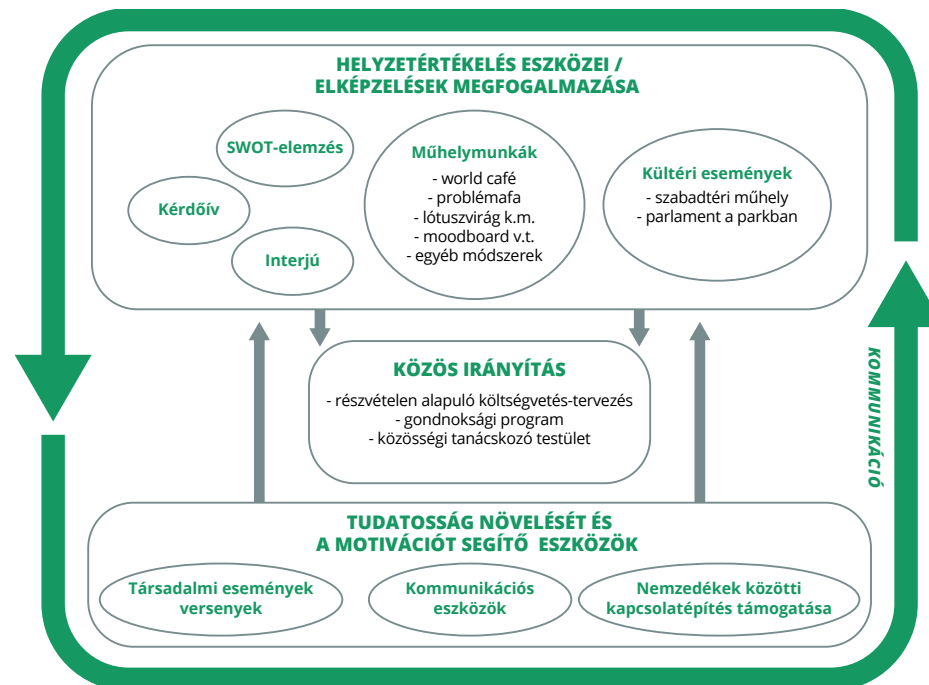 HELYZETÉRTÉKELÉS ESZKÖZEI /
ELKÉPZELÉSEK MEGFOGALMAZÁSA
SWOT-elemzés
Kérdőív
Interjú
Műhelymunkák
- world café
- problémafa
- lótuszvirág k.m.
- moodboard v.t.
- egyéb módszerek
Kültéri események
- szabadtéri műhely
- parlament a parkban
KÖZÖS IRÁNYÍTÁS
- részvételen alapuló költségvetés-tervezés
- gondnoksági program
- közösségi tanácskozó testület
KOMMUNIKÁCIÓ
TUDATOSSÁG NÖVELÉSÉT ÉS
A MOTIVÁCIÓT SEGÍTŐ ESZKÖZÖK
Társadalmi események
versenyek
Kommunikációs
eszközök
Nemzedékek közötti
kapcsolatépítés támogatása